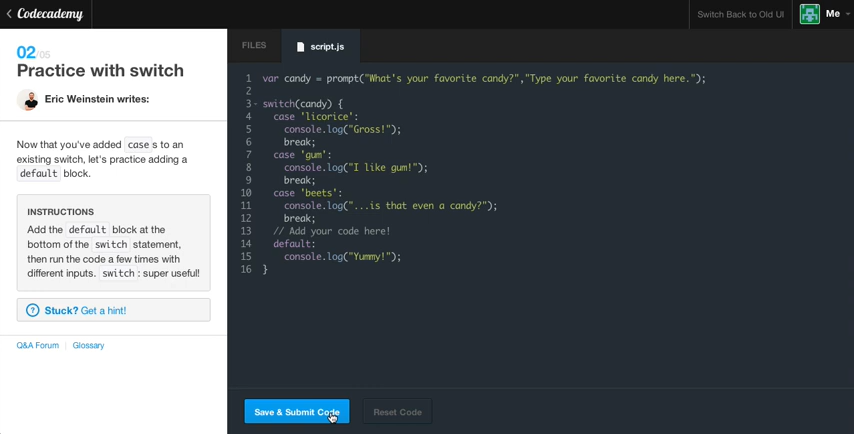 Codecademy
Switch Back to Old UI
Me
02/05
Practice with switch
Eric Weinstein writes:
Now that you've added cases to an
existing switch, let's practice adding a
default block.
INSTRUCTIONS
Add the default block at the
bottom of the switch statement,
then run the code a few times with
different inputs. switch : super useful!
? Stuck? Get a hint!
Q&A Forum | Glossary
FILES
script.js
1 var candy = prompt("What's your favorite candy?","Type your favorite candy here.");
2
3 switch(candy) {
4 case 'licorice':
5 console.log("Gross!");
6 break;
7 case 'gum':
8 console.log("I like gum!");
9 break;
10 case 'beets':
11 console.log("...is that even a candy?");
12 break;
13 // Add your code here!
14 default:
15 console.log("Yummy!");
16 }
Save & Submit Code
Reset Code